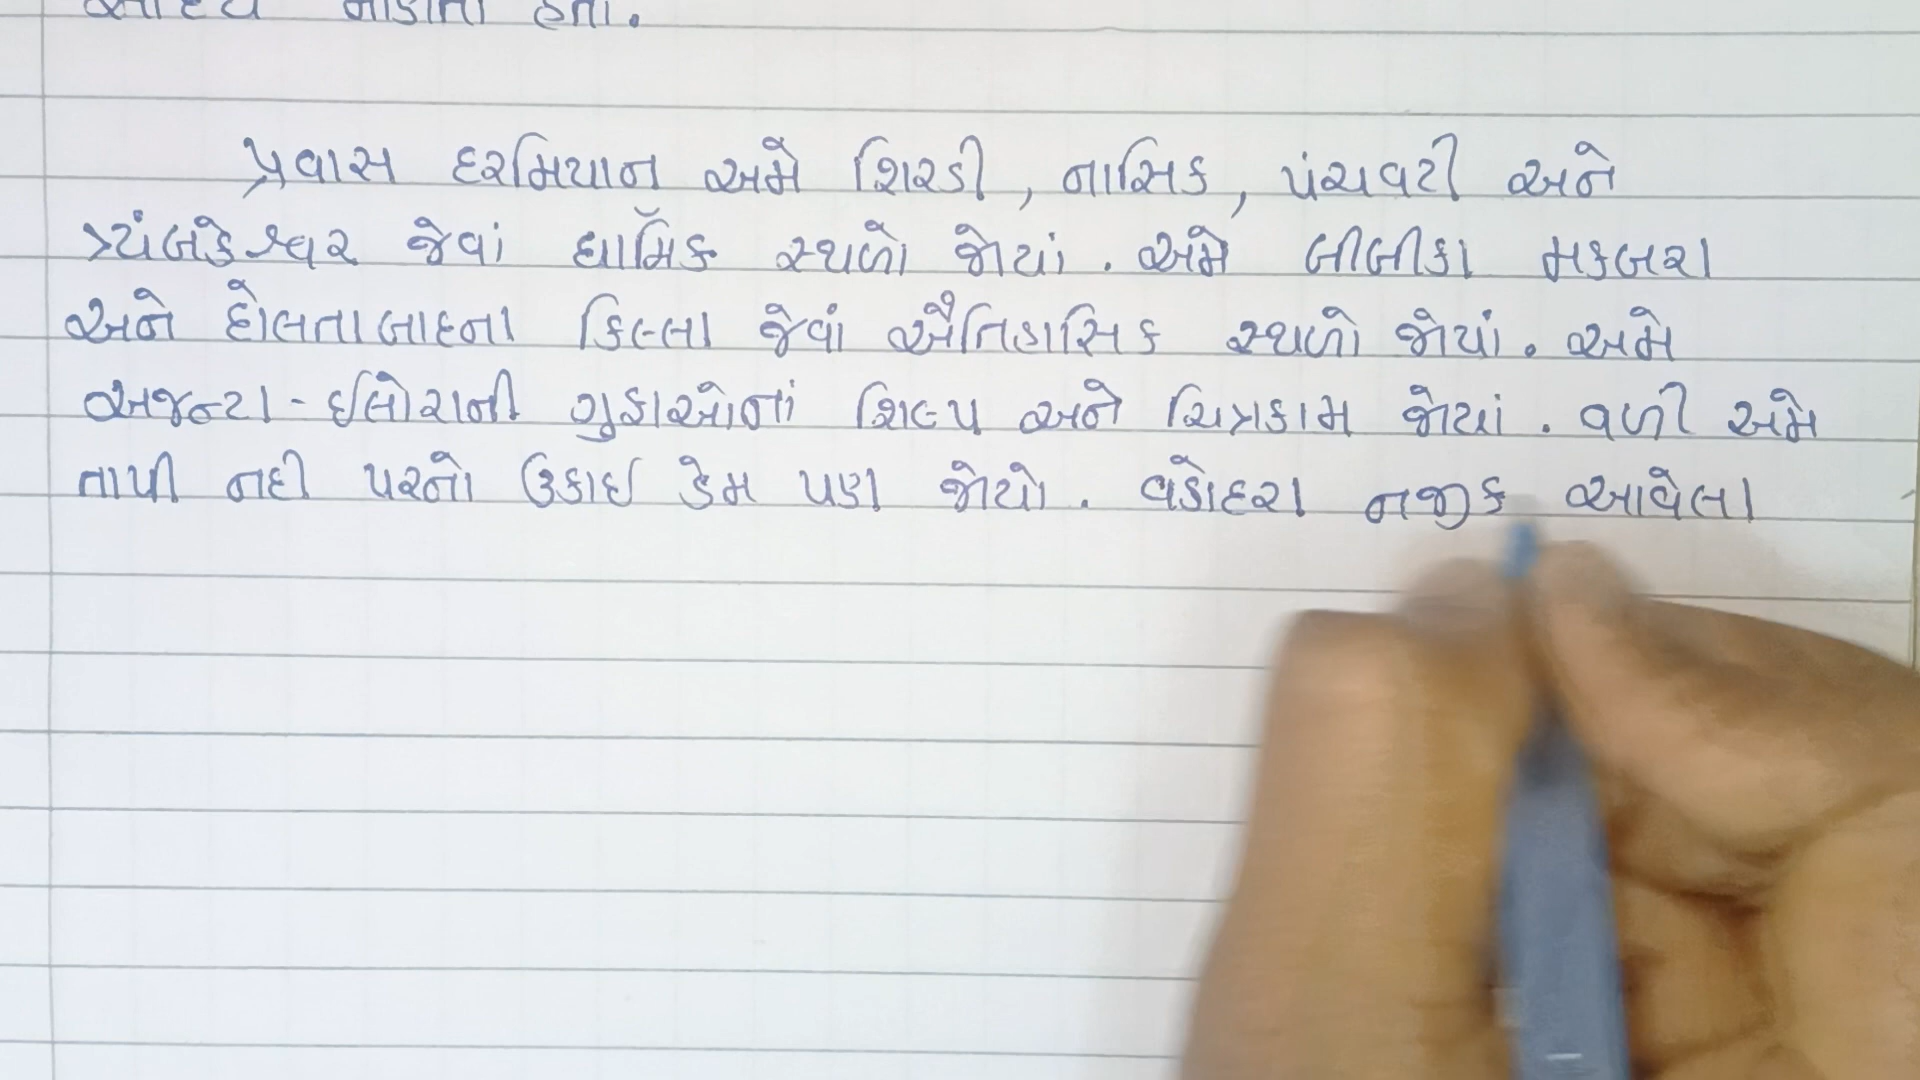 હતા.
પ્રવાસ દરમિયાન અમે શિરડી, નાસિક, પંચવટી અને
ત્ર્યંબકેશ્વર જેવાં ધાર્મિક સ્થળો જોયાં. અમે બીબીકા મકબરા
અને દૌલતાબાદના કિલ્લા જેવાં ઐતિહાસિક સ્થળો જોયાં. અમે
અજન્ટા - ઈલોરાની ગુફાઓનાં શિલ્પ અને ચિત્રકામ જોયાં. વળી અમે
તાપી નદી પરનો ઉકાઈ ડેમ પણ જોયો. વડોદરા નજીક આવેલા